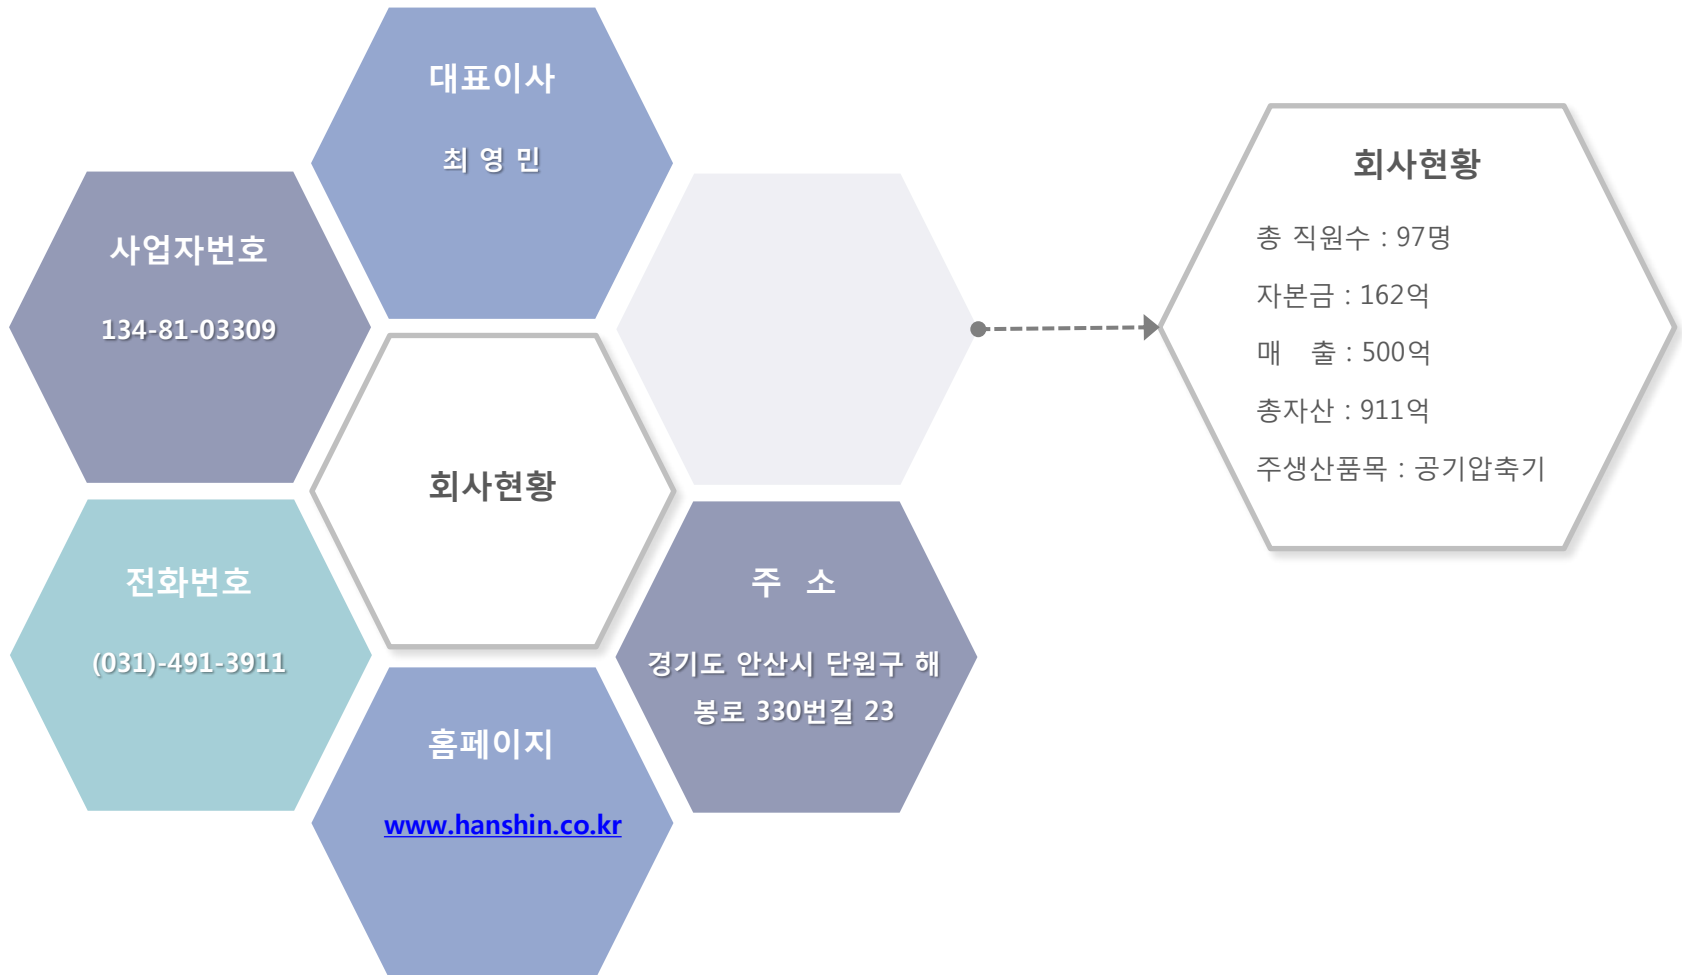 대표이사
최 영 민
사업자번호
134-81-03309
회사현황
전화번호
(031)-491-3911
주 소
경기도 안산시 단원구 해
봉로 330번길 23
홈페이지
www.hanshin.co.kr
회사현황
총 직원수 : 97명
자본금 : 162억
매 출 : 500억
총자산 : 911억
주생산품목 : 공기압축기